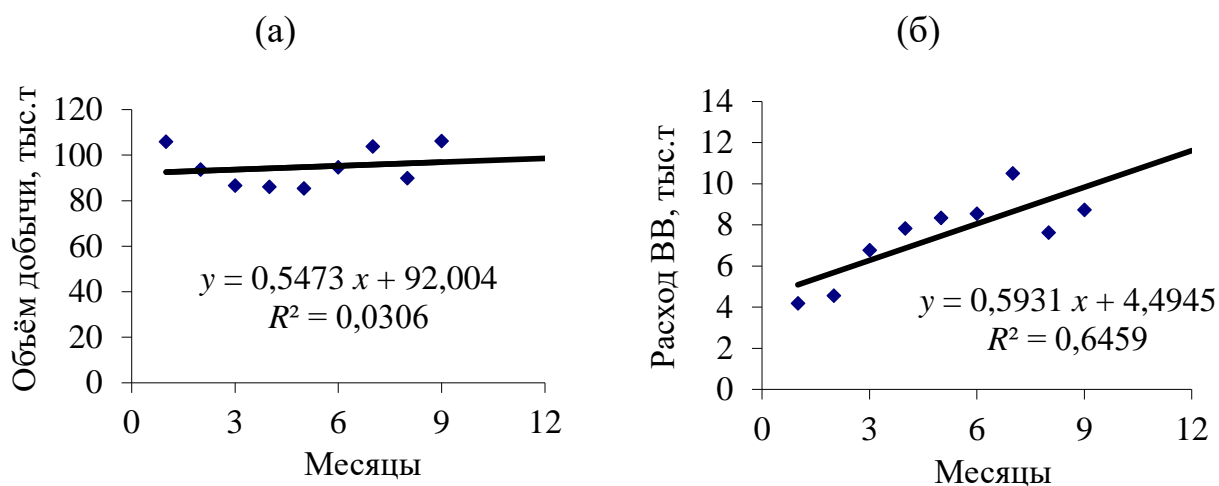 (а)
Объём добычи, тыс.т
120
100
80
60
40
20
0
y = 0,5473 x + 92,004
R² = 0,0306
0 3 6 9 12
Месяцы
(б)
Расход ВВ, тыс.т
14
12
10
8
6
4
2
0
y = 0,5931 x + 4,4945
R² = 0,6459
0 3 6 9 12
Месяцы